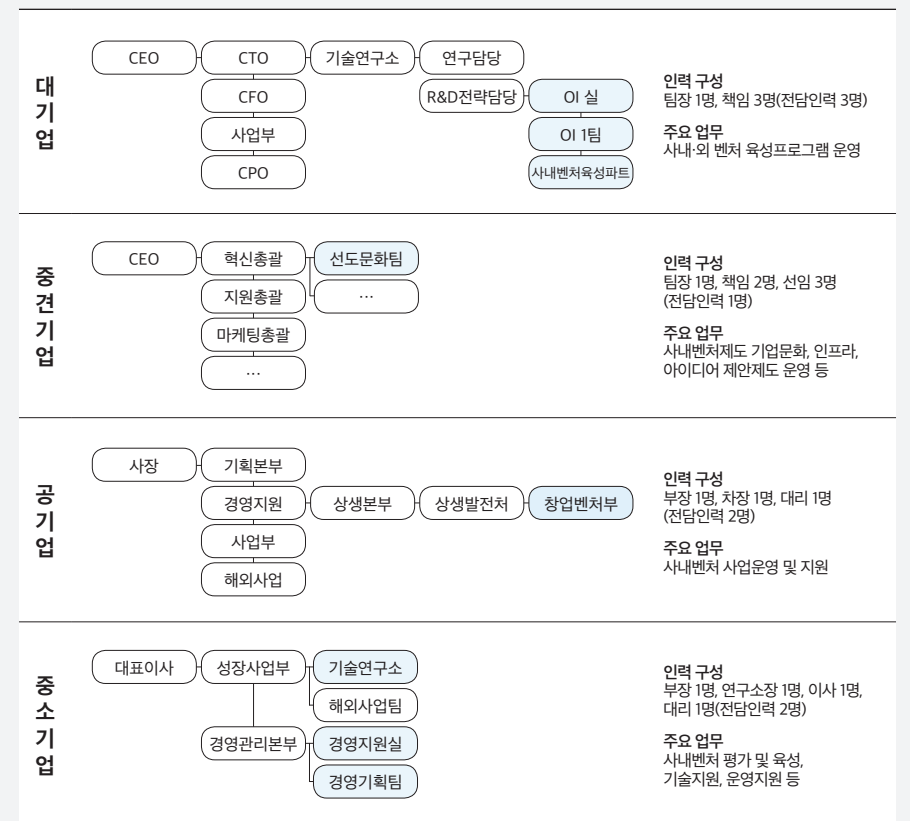 대기업
CEO
CTO
기술연구소
연구담당
CFO
R&D전략담당
OI 실
사업부
OI 1팀
CPO
사내벤처육성파트
인력 구성
팀장 1명, 책임 3명(전담인력 3명)
주요 업무
사내·외 벤처 육성프로그램 운영
중견기업
CEO
혁신총괄
선도문화팀
지원총괄
…
마케팅총괄
…
인력 구성
팀장 1명, 책임 2명, 선임 3명
(전담인력 1명)
주요 업무
사내벤처제도 기업문화, 인프라,
아이디어 제안제도 운영 등
공기업
사장
기획본부
경영지원
상생본부
상생발전처
창업벤처부
사업부
해외사업
인력 구성
부장 1명, 차장 1명, 대리 1명
(전담인력 2명)
주요 업무
사내벤처 사업운영 및 지원
중소기업
대표이사
성장사업부
기술연구소
해외사업팀
경영관리본부
경영지원실
경영기획팀
인력 구성
부장 1명, 연구소장 1명, 이사 1명,
대리 1명(전담인력 2명)
주요 업무
사내벤처 평가 및 육성,
기술지원, 운영지원 등